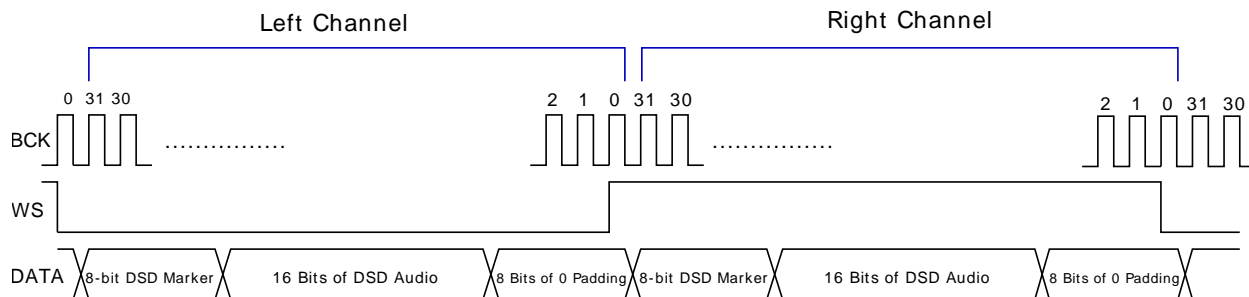 Left Channel
Right Channel
0 31 30 2 1 0 31 30 2 1 0 31 30
BCK ................ ................
WS
DATA 8-bit DSD Marker 16 Bits of DSD Audio 8 Bits of 0 Padding 8-bit DSD Marker 16 Bits of DSD Audio 8 Bits of 0 Padding